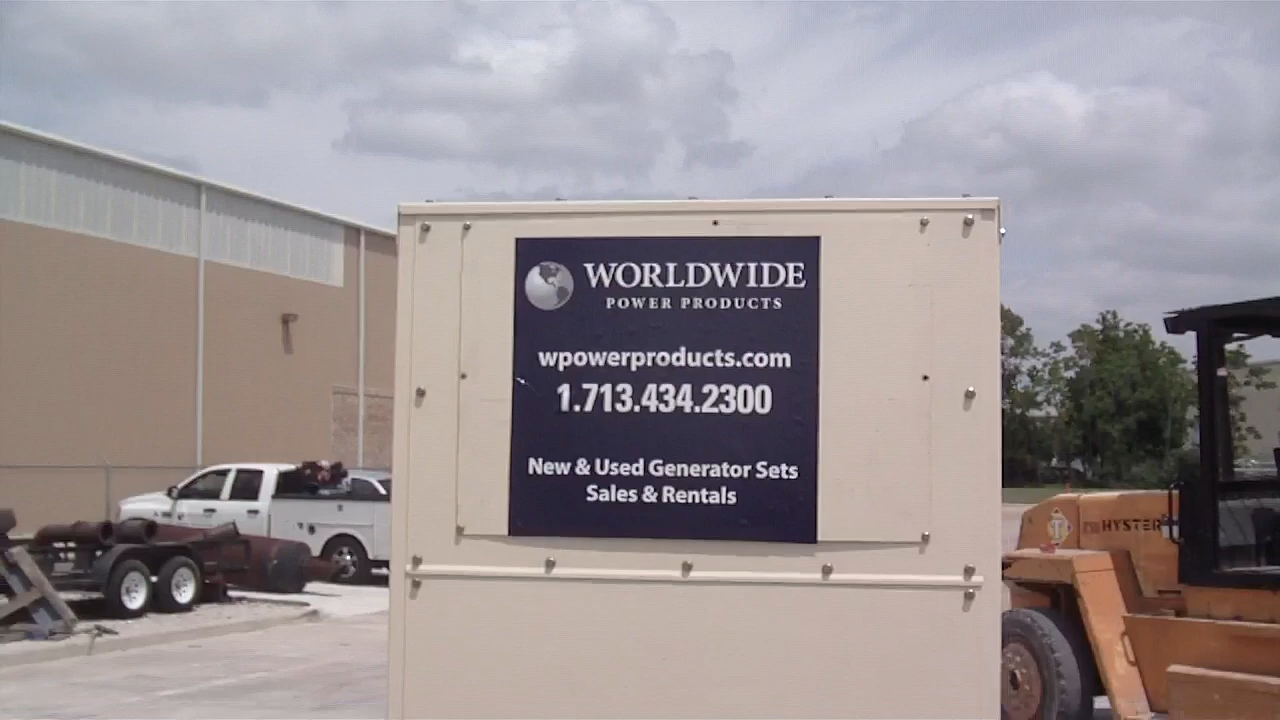 WORLDWIDE
POWER PRODUCTS
wpowerproducts.com
1.713.434.2300
New & Used Generator Sets
Sales & Rentals
HYSTER